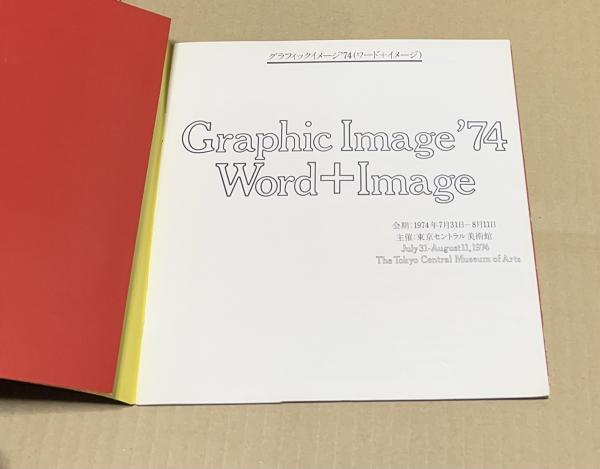 グラフィックイメージ'74(ワード+イメージ)
Graphic Image '74
Word+Image
会期:1974年7月31日−8月11日
主催:東京セントラル美術館
July 31-August 11, 1974
The Tokyo Central Museum of Arts